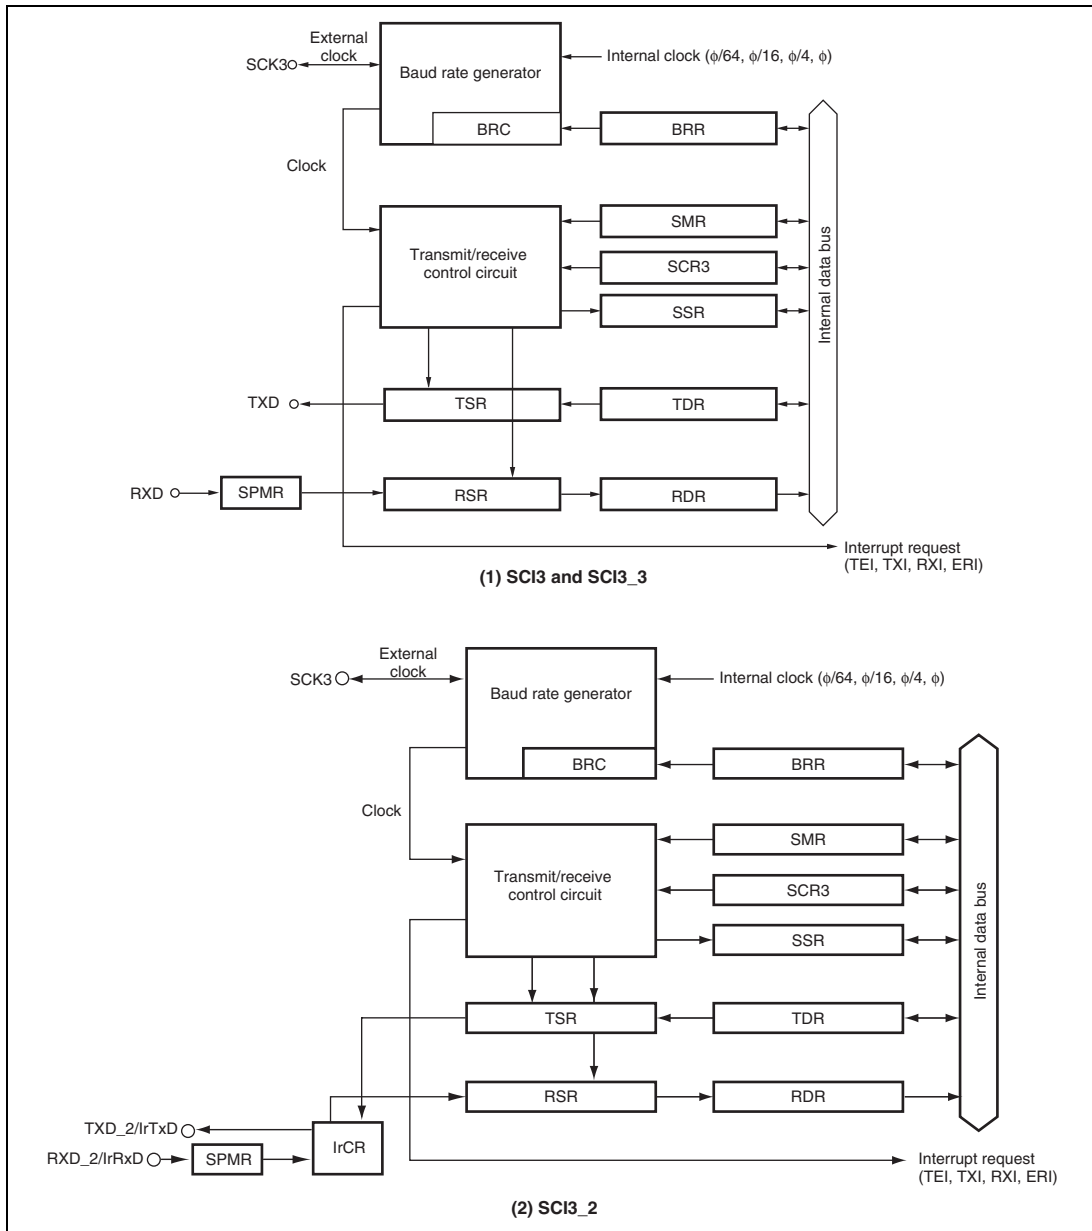 External
clock
SCK3
Baud rate generator
Internal clock (ϕ/64, ϕ/16, ϕ/4, ϕ)
BRC
BRR
Clock
Transmit/receive
control circuit
SMR
SCR3
SSR
Internal data bus
TXD
TSR
TDR
RXD
SPMR
RSR
RDR
Interrupt request
(TEI, TXI, RXI, ERI)
(1) SCI3 and SCI3_3
External
clock
SCK3
Baud rate generator
Internal clock (ϕ/64, ϕ/16, ϕ/4, ϕ)
BRC
BRR
Clock
Transmit/receive
control circuit
SMR
SCR3
SSR
Internal data bus
TSR
TDR
RSR
RDR
TXD_2/IrTxD
RXD_2/IrRxD
SPMR
IrCR
Interrupt request
(TEI, TXI, RXI, ERI)
(2) SCI3_2